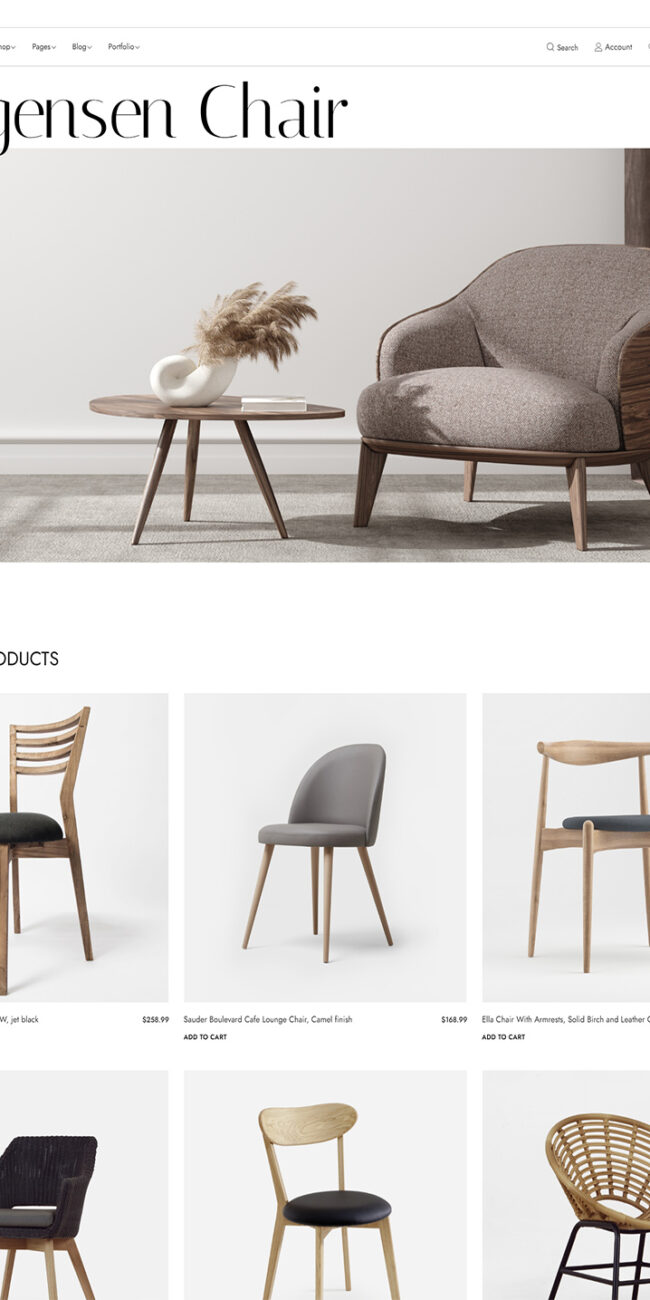 hop Pages Blog Portfolio Search Account
gensen Chair
ODUCTS
W, jet black $258.99 Sauder Boulevard Cafe Lounge Chair, Camel finish $168.99 Ella Chair With Armrests, Solid Birch and Leather
ADD TO CART ADD TO CART